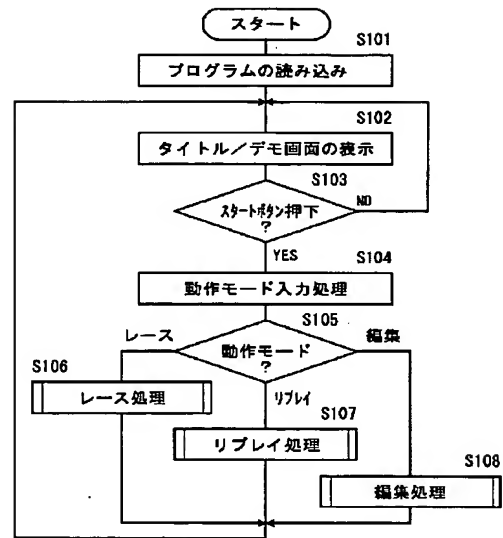 スタート
S101
プログラムの読み込み
S102
タイトル／デモ画面の表示
S103
スタートボタン押下
?
NO
YES
S104
動作モード入力処理
S105
レース
動作モード
?
編集
S106
レース処理
リプレイ
S107
リプレイ処理
S108
編集処理